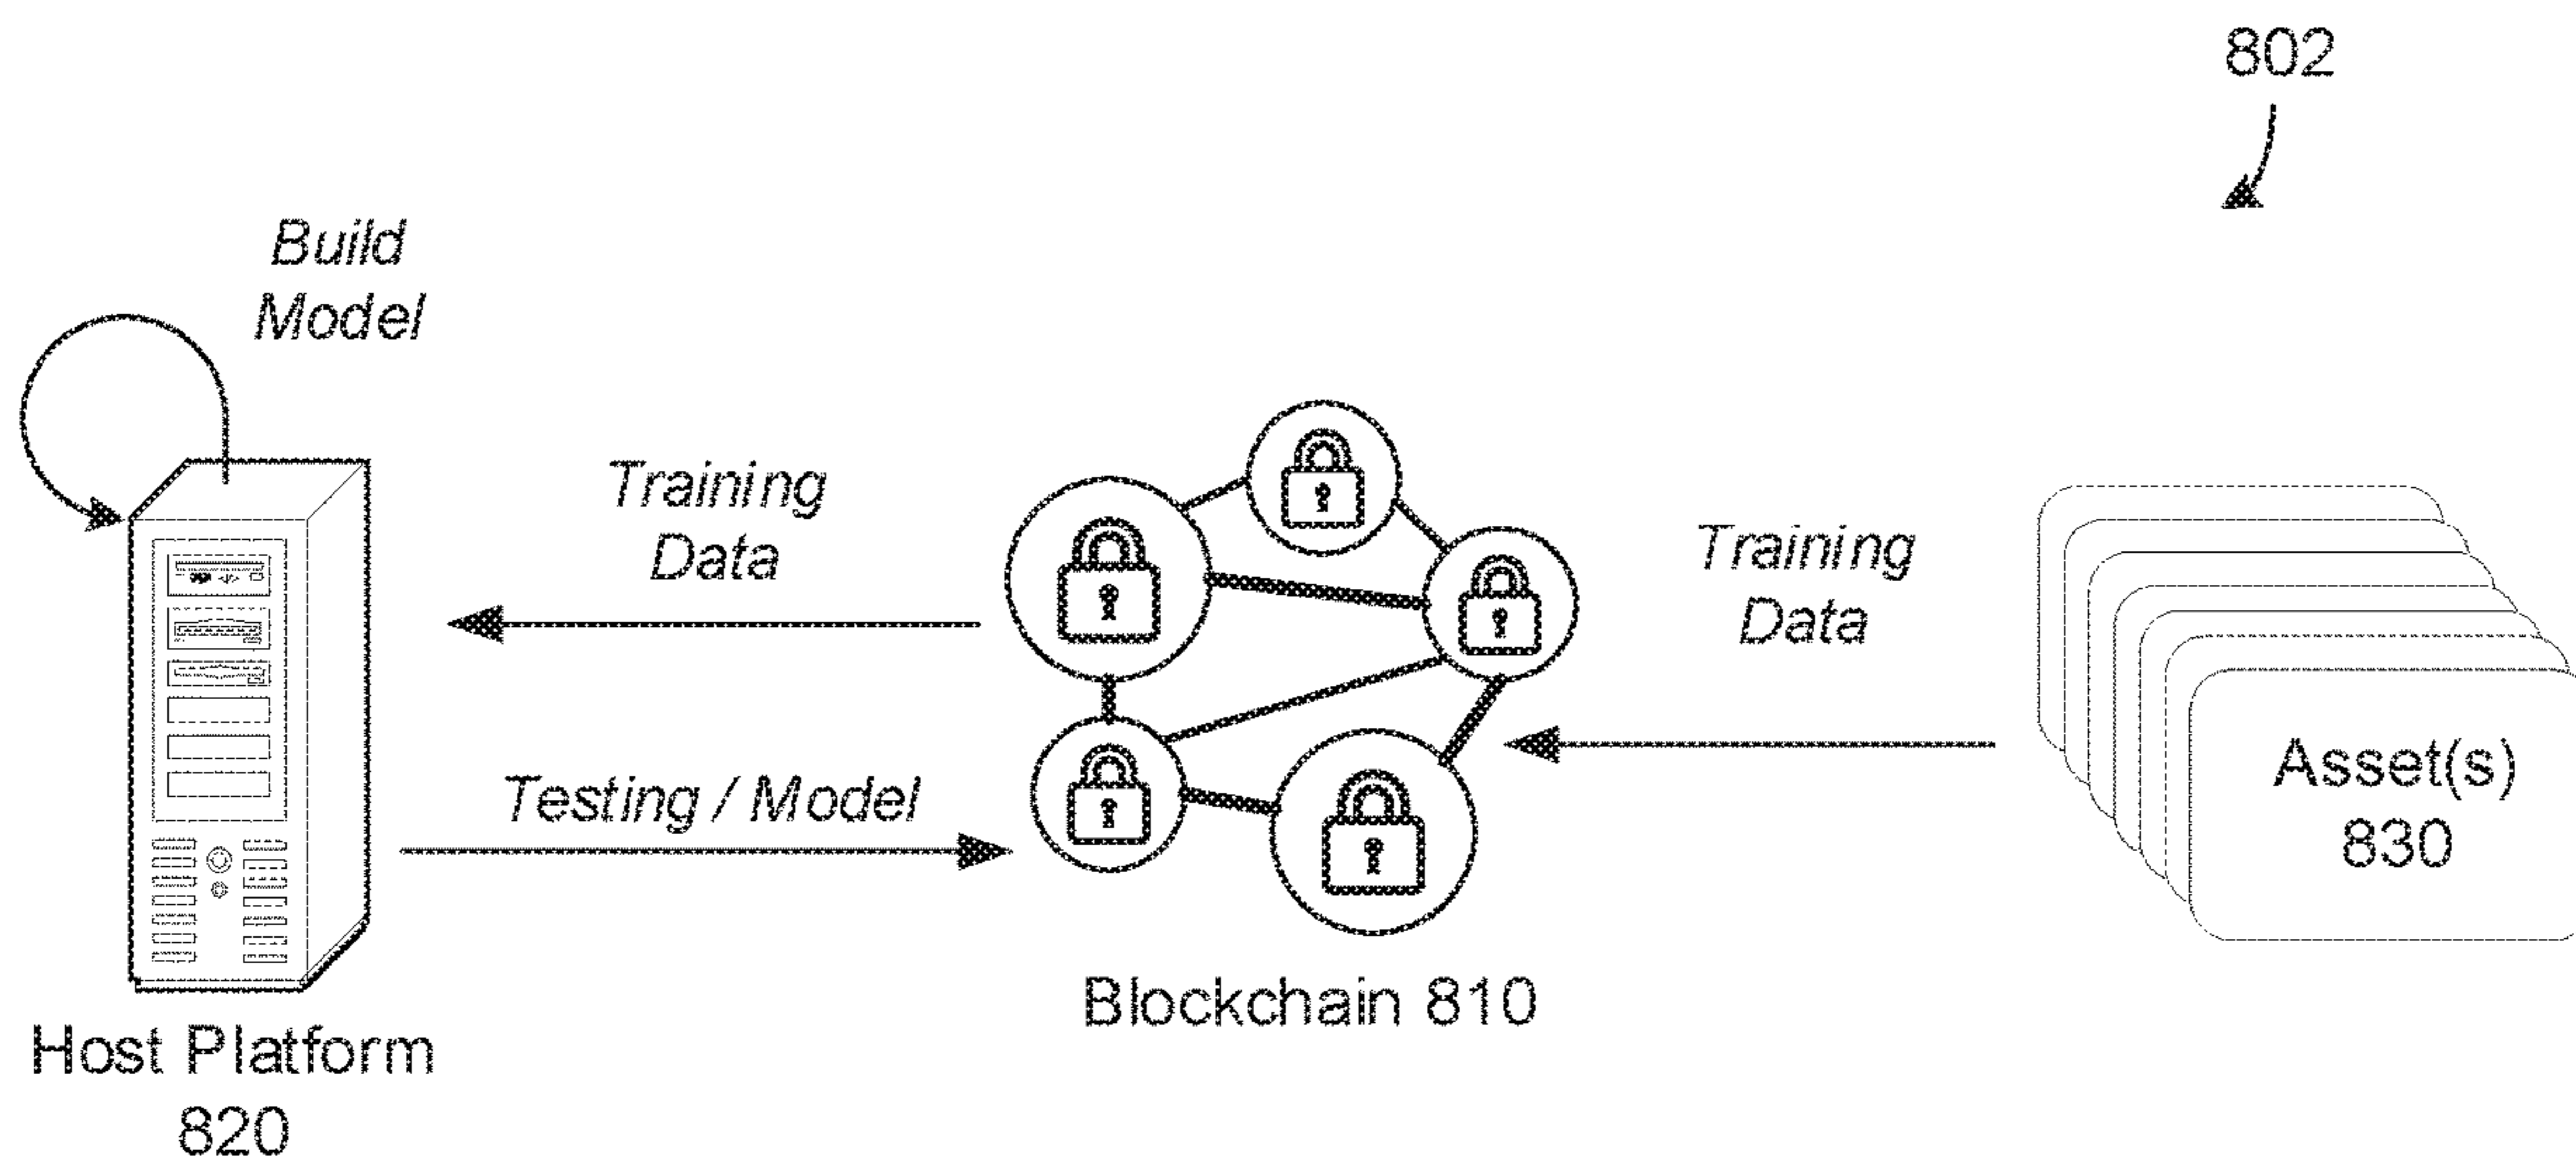 802
Build
Model
Training
Data
Training
Data
Testing / Model
Asset(s)
830
Blockchain 810
Host Platform
820